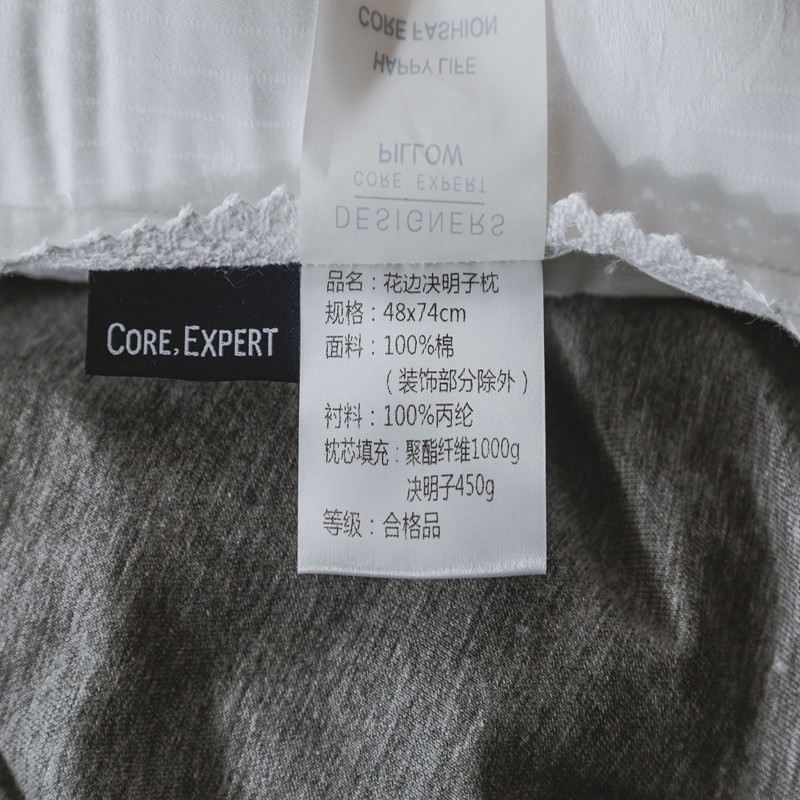 CORE FASHION
HAPPY LIFE
PILLOW
CORE EXPERT
DESIGNERS
CORE, EXPERT
品名：花边决明子枕
规格：48x74cm
面料：100%棉
（装饰部分除外）
衬料：100%丙纶
枕芯填充：聚酯纤维1000g
决明子450g
等级：合格品